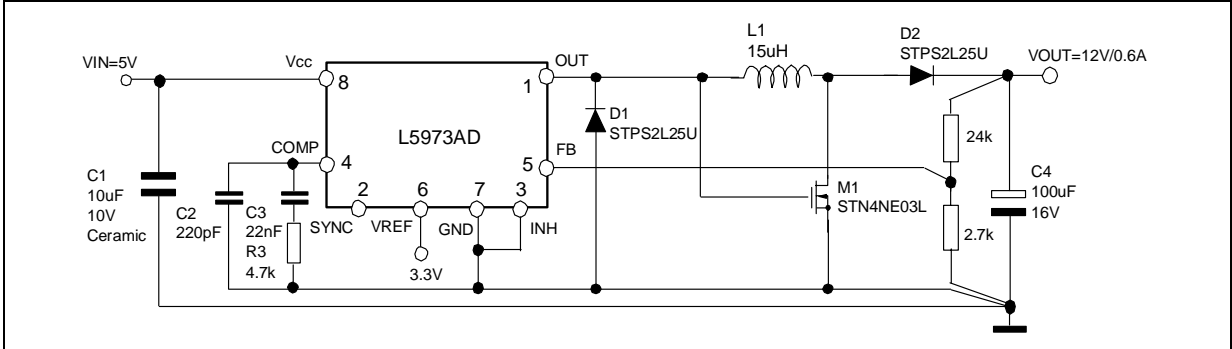 L1
15uH
D2
STPS2L25U
VIN=5V
Vcc
OUT
VOUT=12V/0.6A
8
1
D1
STPS2L25U
24k
L5973AD
COMP
FB
4
5
C1
10uF
10V
Ceramic
C2
220pF
C3
22nF
R3
4.7k
2
6
7
3
SYNC
VREF
GND
INH
3.3V
M1
STN4NE03L
C4
100uF
16V
2.7k